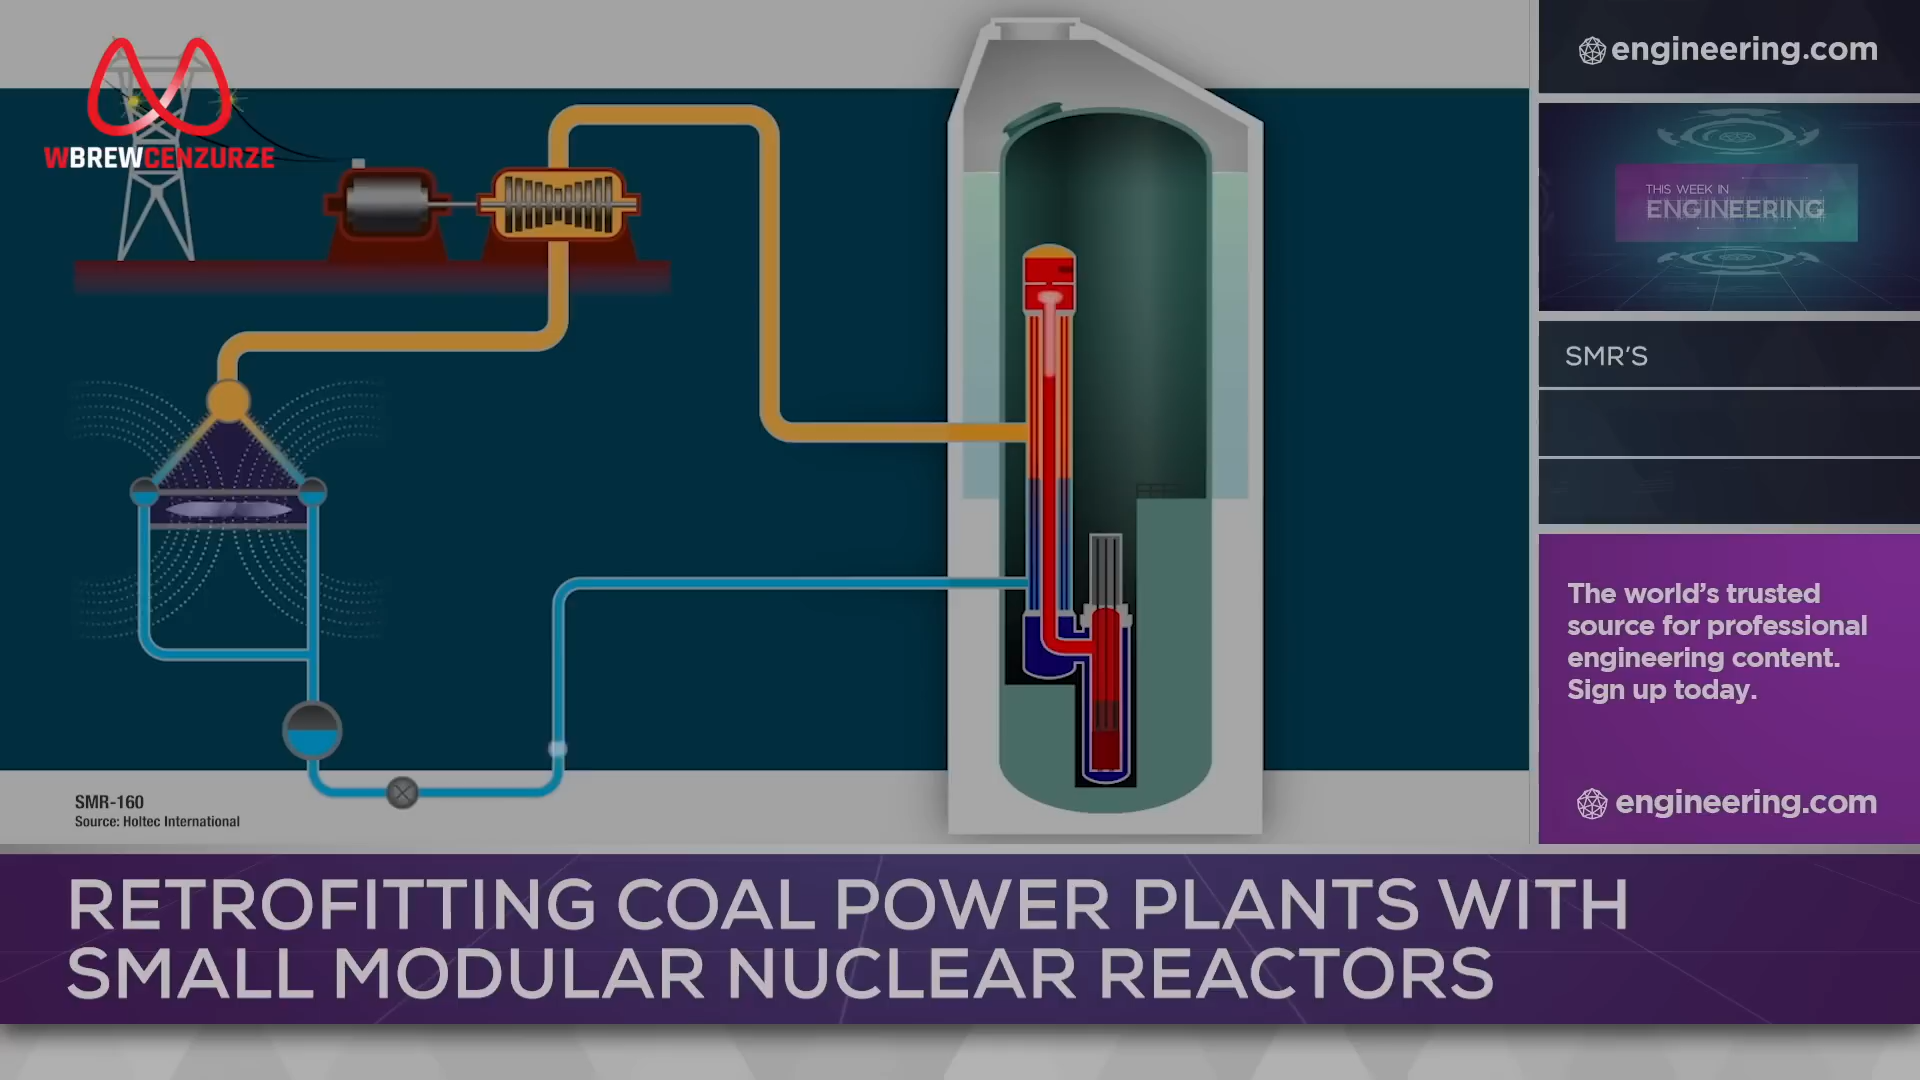 WBREWCENZURZE
engineering.com
THIS WEEK IN
ENGINEERING
SMR'S
The world's trusted
source for professional
engineering content.
Sign up today.
engineering.com
SMR-160
Source: Holtec International
RETROFITTING COAL POWER PLANTS WITH
SMALL MODULAR NUCLEAR REACTORS